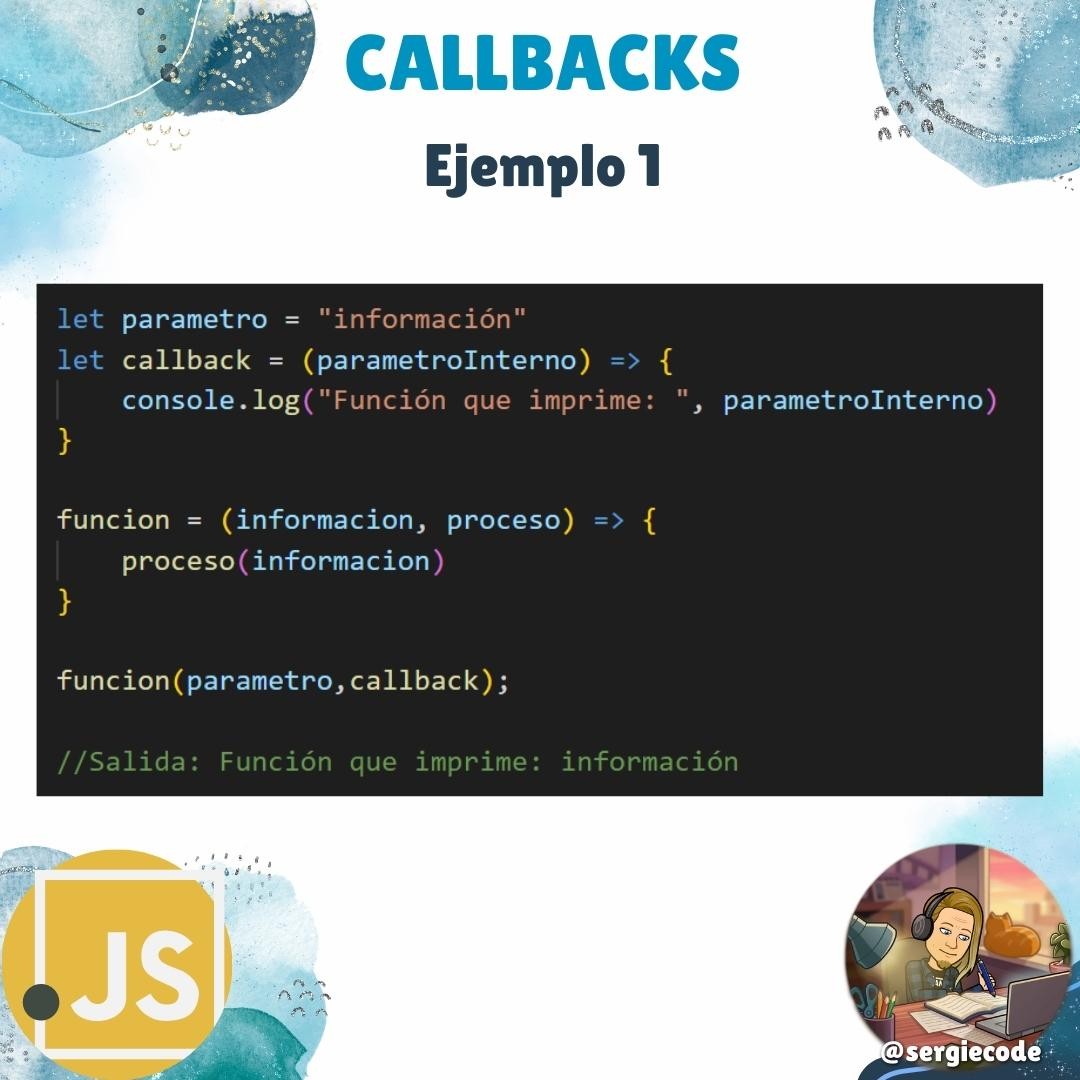 CALLBACKS
Ejemplo 1
let parametro = "información"
let callback = (parametroInterno) => {
    console.log("Función que imprime: ", parametroInterno)
}
funcion = (informacion, proceso) => {
    proceso(informacion)
}
funcion(parametro,callback);
//Salida: Función que imprime: información
.JS
@sergiecode